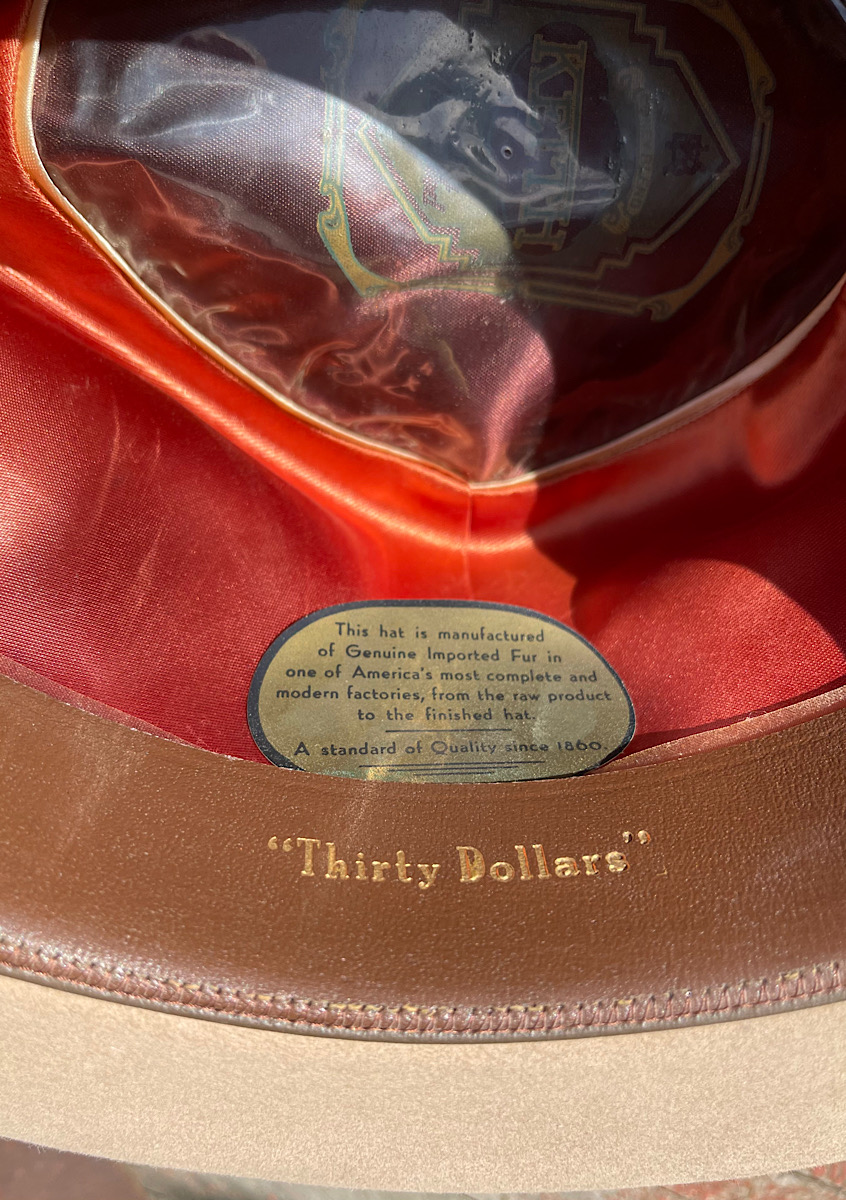 KEITH
This hat is manufactured
of Genuine Imported Fur in
one of America's most complete and
modern factories, from the raw product
to the finished hat.
A standard of Quality since 1860.
“Thirty Dollars”